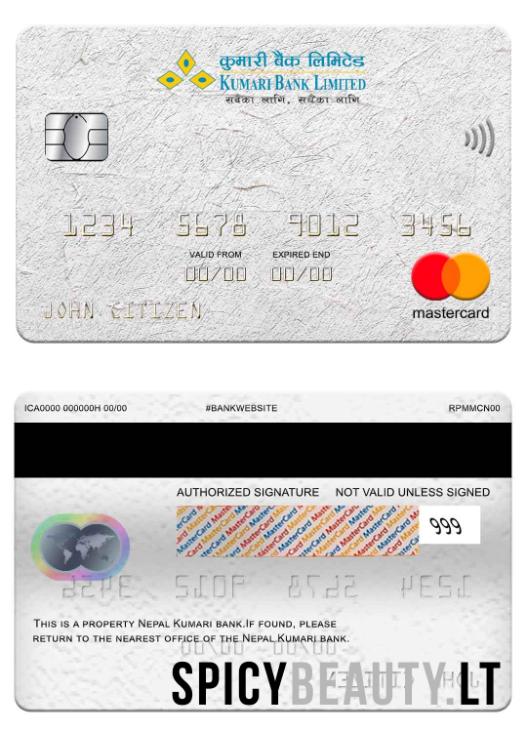 कुमारी बैंक लिमिटेड
KUMARI BANK LIMITED
सबैका लागि, सधैंका लागि
1234 5678 9012 3456
VALID FROM EXPIRED END
00/00 00/00
JOHN CITIZEN
mastercard
ICA0000 000000H 00/00 #BANKWEBSITE RPMMCN00
AUTHORIZED SIGNATURE NOT VALID UNLESS SIGNED
999
THIS IS A PROPERTY NEPAL KUMARI BANK.IF FOUND, PLEASE
RETURN TO THE NEAREST OFFICE OF THE NEPAL KUMARI BANK.
SPICYBEAUTY.LT